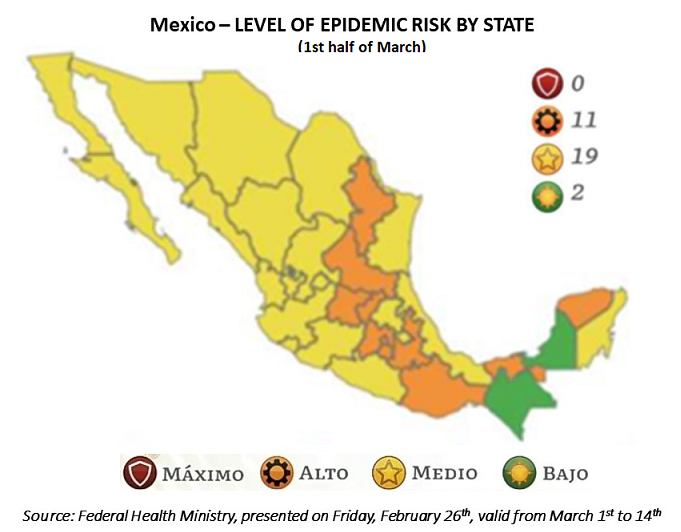 Mexico – LEVEL OF EPIDEMIC RISK BY STATE
(1st half of March)
0
11
19
2
MÁXIMO ALTO MEDIO BAJO
Source: Federal Health Ministry, presented on Friday, February 26th, valid from March 1st to 14th